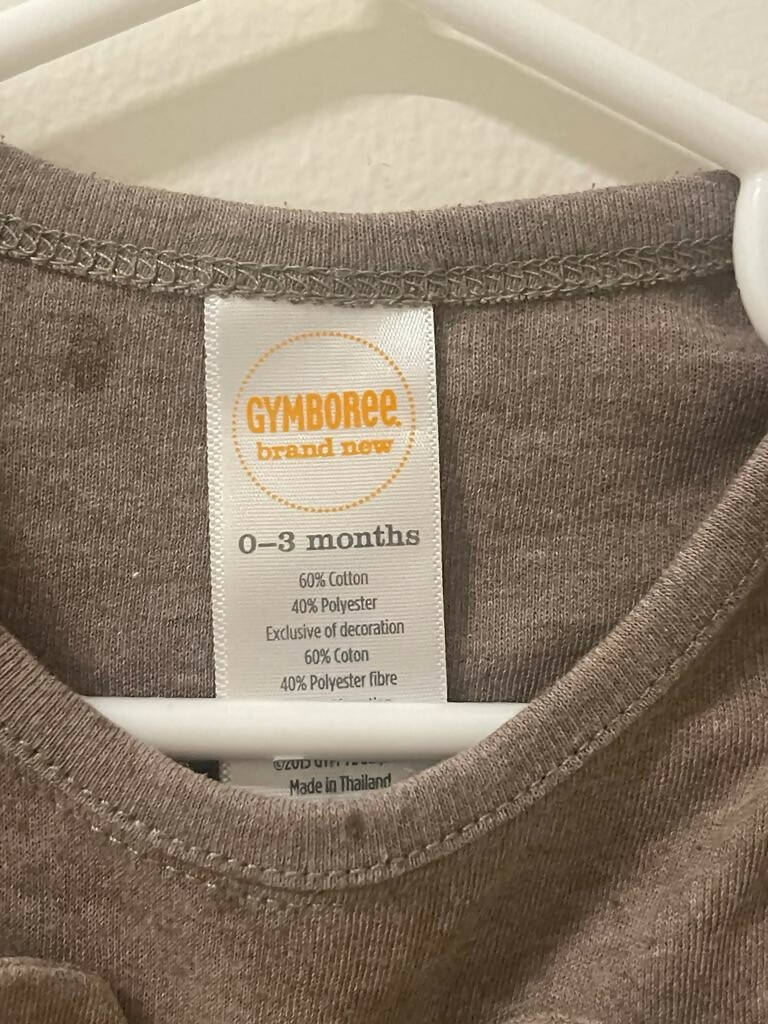 GYMBOREE.
brand new
0–3 months
60% Cotton
40% Polyester
Exclusive of decoration
60% Coton
40% Polyester fibre
Made in Thailand